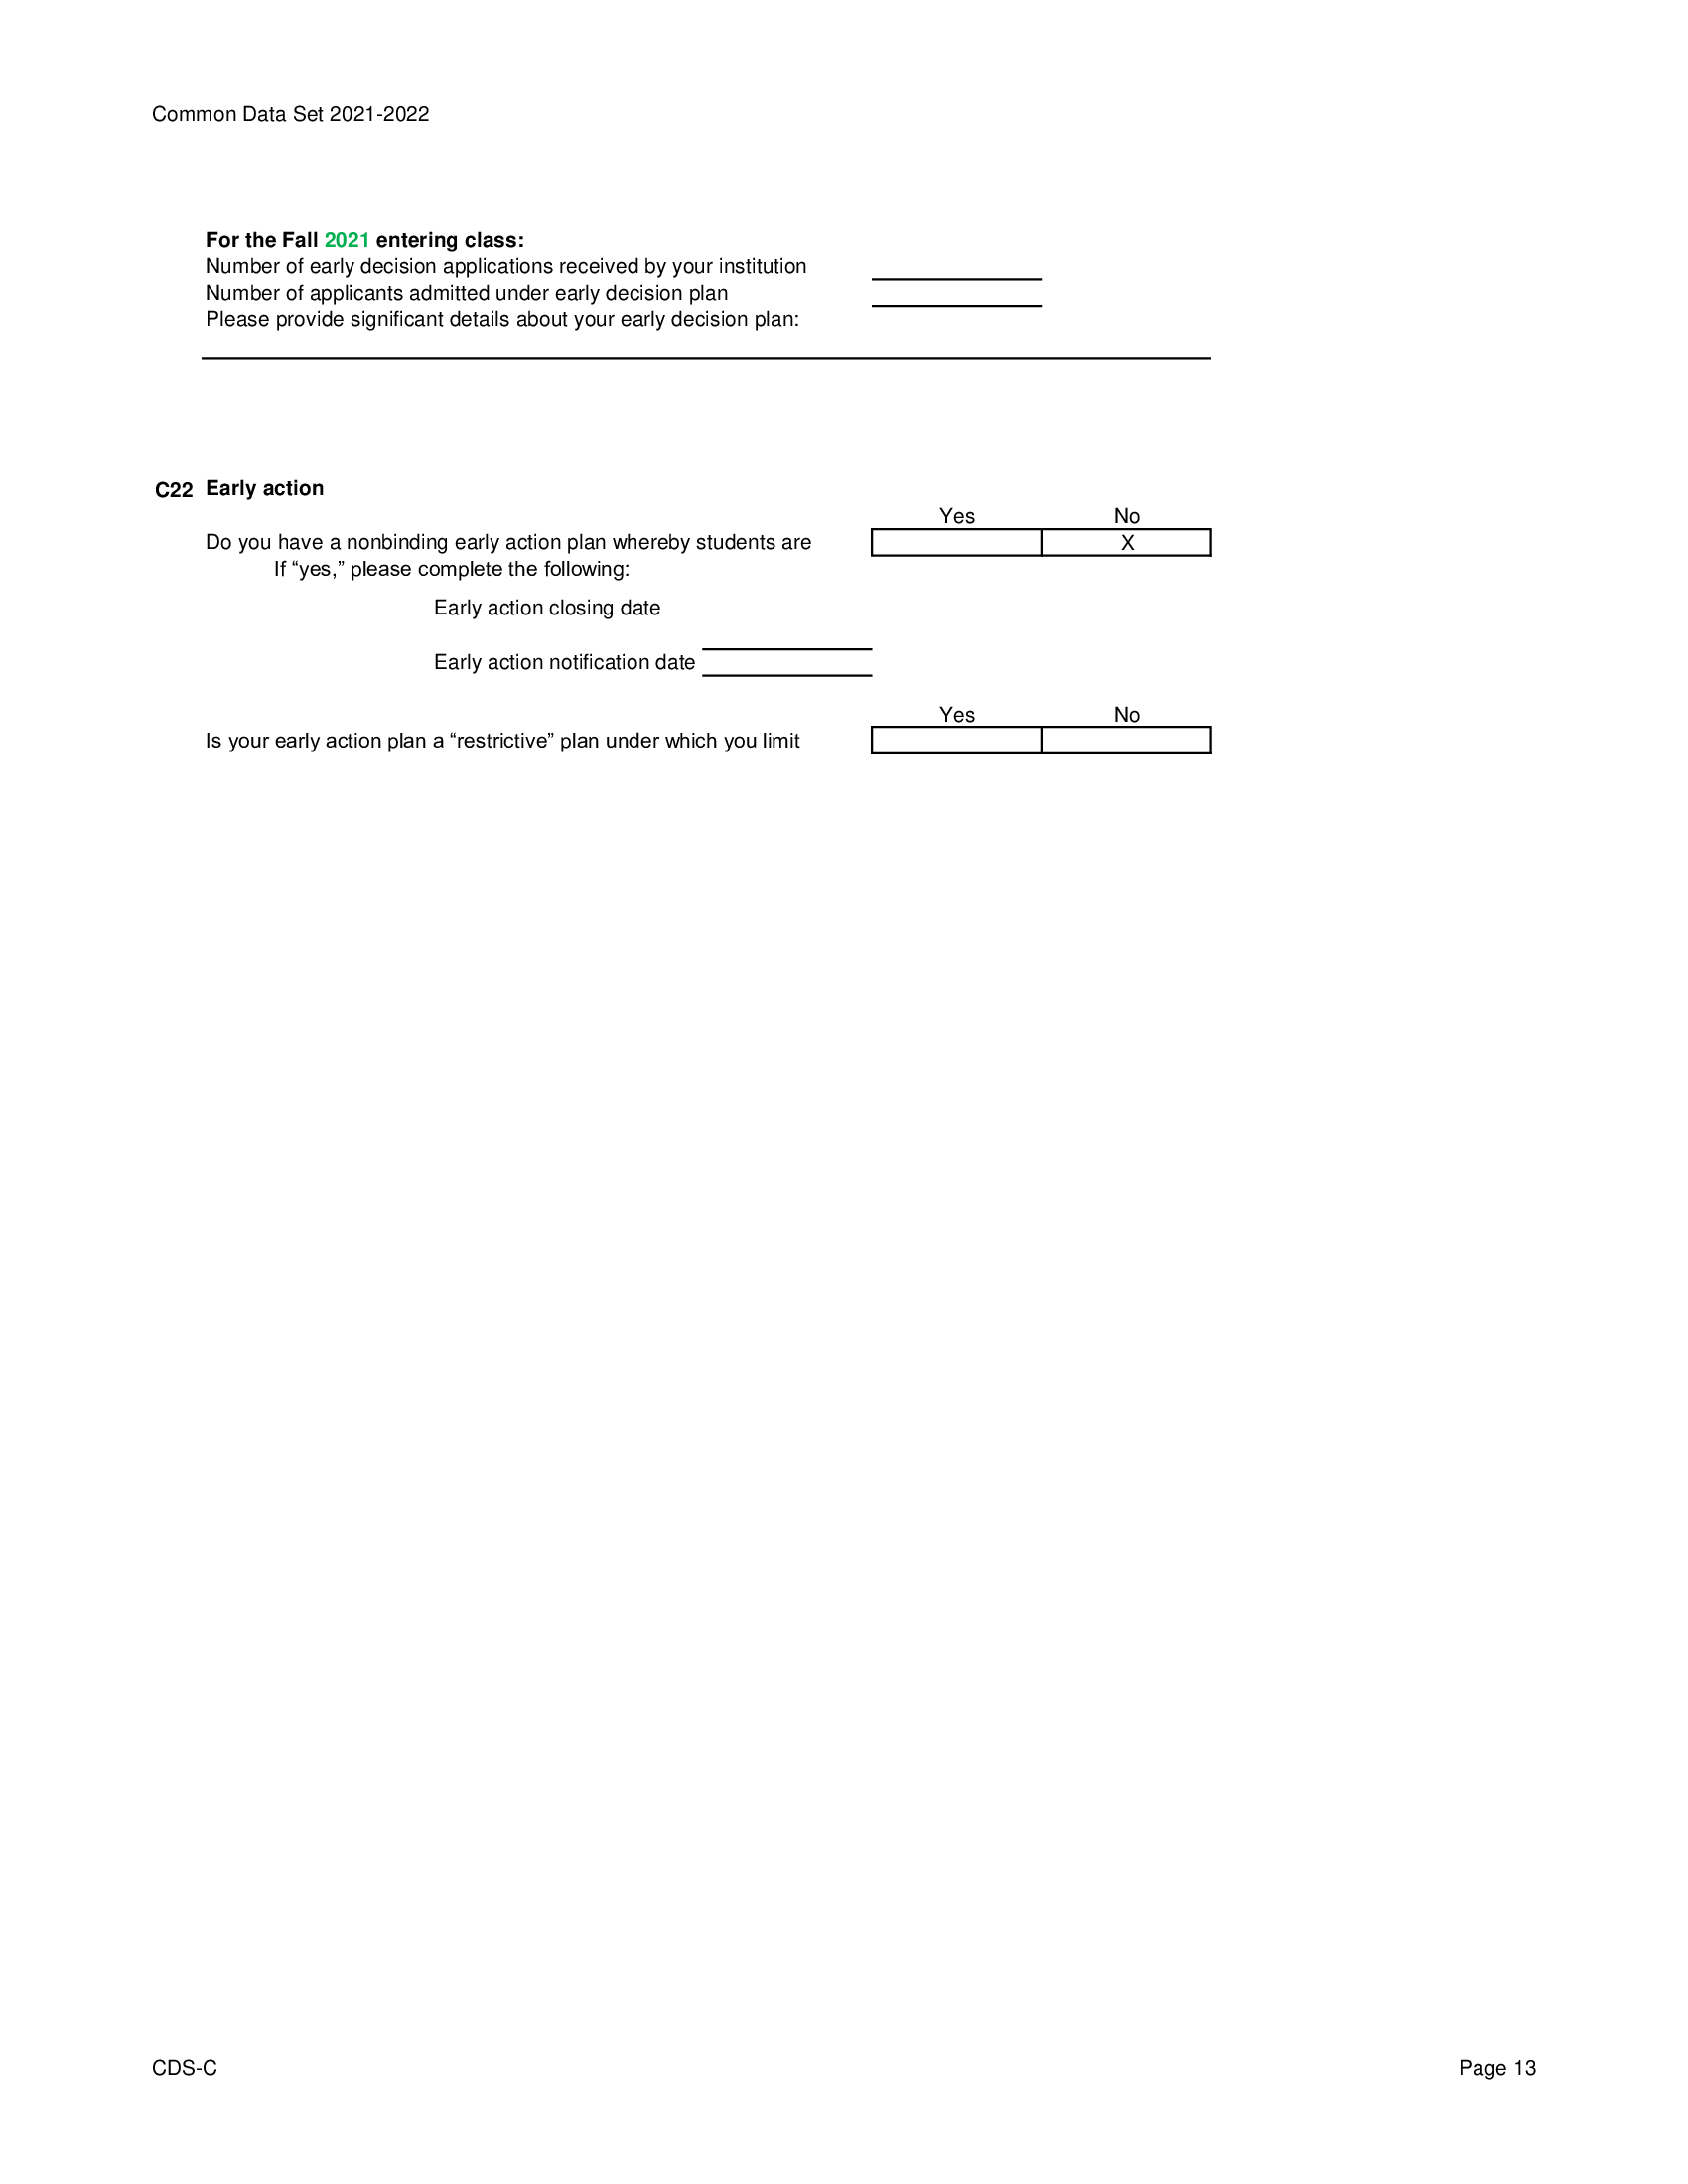 Common Data Set 2021-2022
For the Fall 2021 entering class:
Number of early decision applications received by your institution
Number of applicants admitted under early decision plan
Please provide significant details about your early decision plan:
C22 Early action
Yes No
Do you have a nonbinding early action plan whereby students are X
If “yes,” please complete the following:
Early action closing date
Early action notification date
Yes No
Is your early action plan a “restrictive” plan under which you limit
CDS-C Page 13